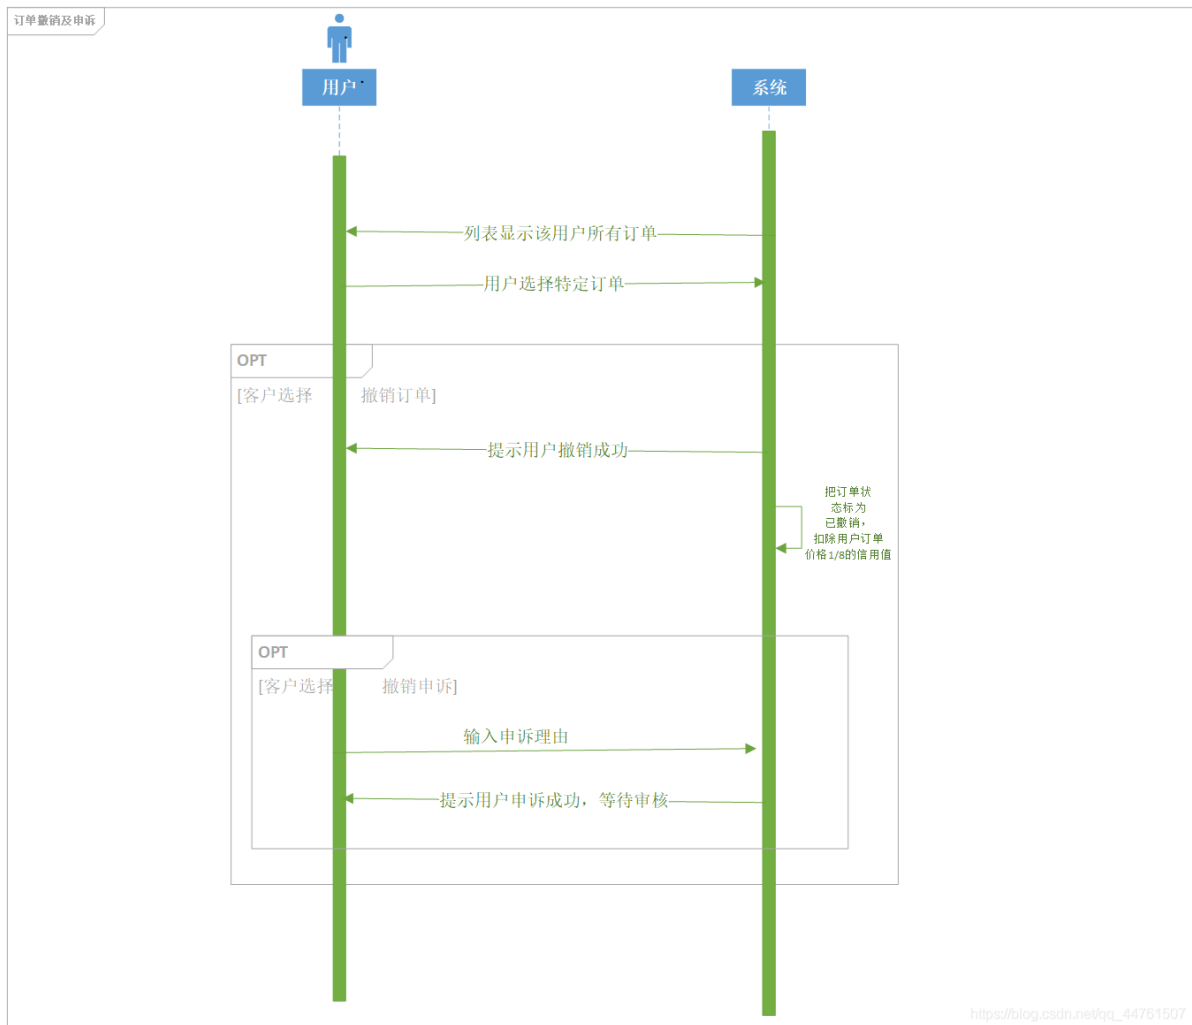 订单撤销及申诉
用户
系统
列表显示该用户所有订单
用户选择特定订单
OPT
[客户选择 撤销订单]
提示用户撤销成功
把订单状
态标为
已撤销，
扣除用户订单
价格1/8的信用值
OPT
[客户选择 撤销申诉]
输入申诉理由
提示用户申诉成功，等待审核
https://blog.csdn.net/qq_44761507